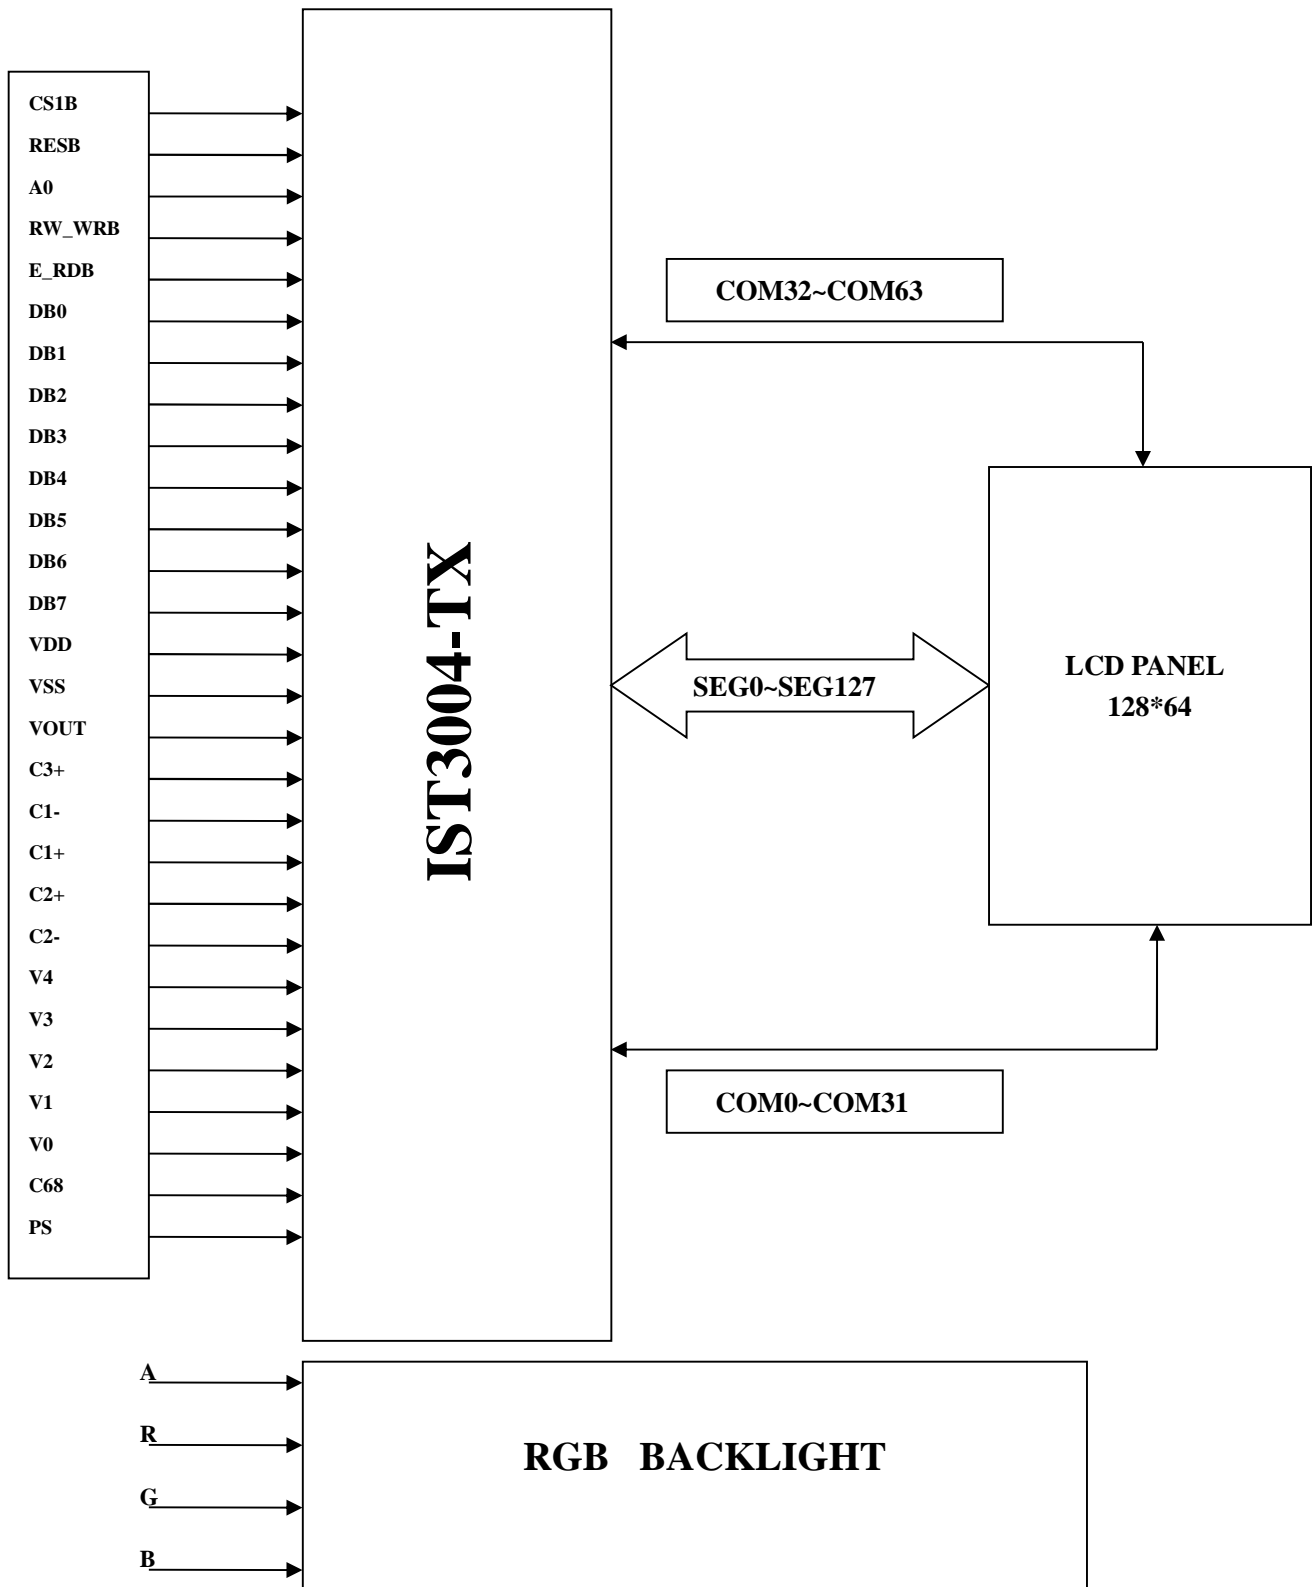 CS1B
RESB
A0
RW_WRB
E_RDB
DB0
DB1
DB2
DB3
DB4
DB5
DB6
DB7
VDD
VSS
VOUT
C3+
C1-
C1+
C2+
C2-
V4
V3
V2
V1
V0
C68
PS
IST3004-TX
COM32~COM63
SEG0~SEG127
LCD PANEL
128*64
COM0~COM31
A
R
G
B
RGB BACKLIGHT